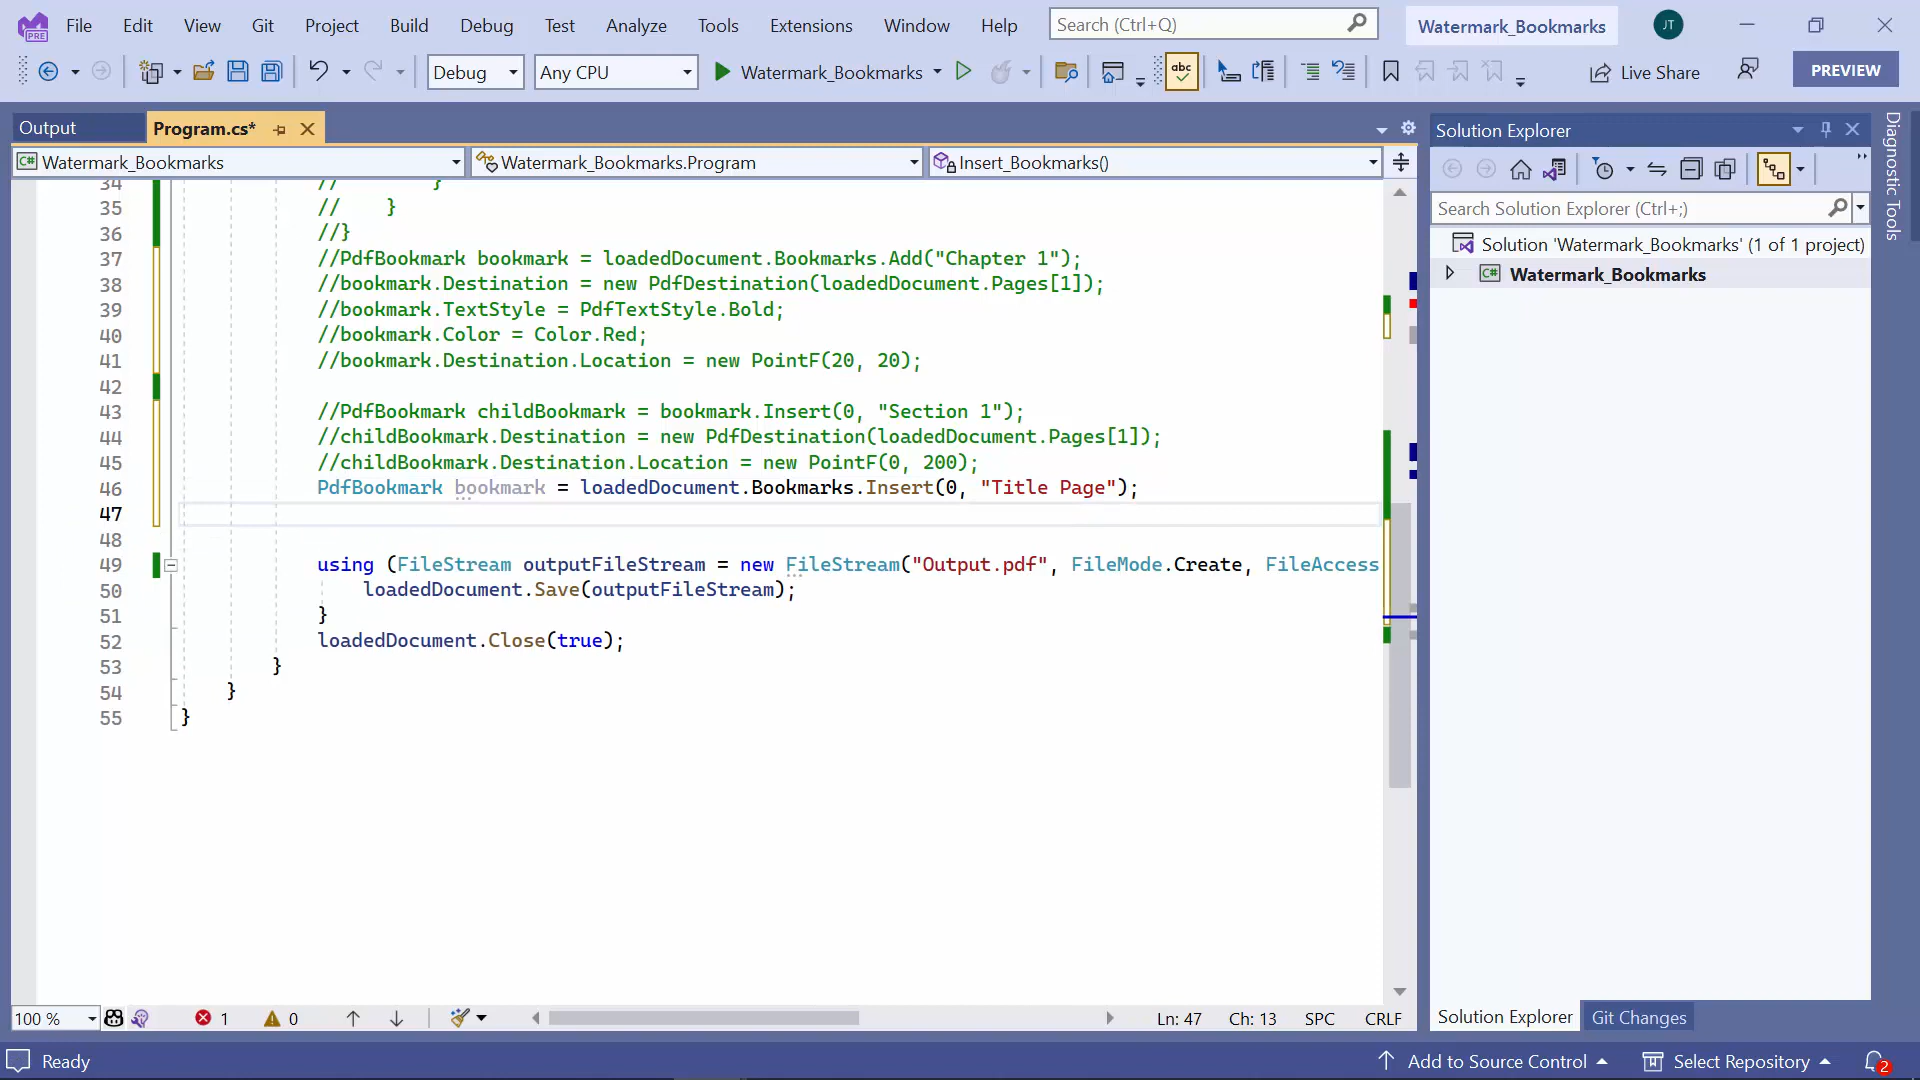 File Edit View Git Project Build Debug Test Analyze Tools Extensions Window Help Search (Ctrl+Q) Watermark_Bookmarks JT
PRE
Debug Any CPU Watermark_Bookmarks abc Live Share PREVIEW
Output Program.cs* Solution Explorer
C# Watermark_Bookmarks Watermark_Bookmarks.Program Insert_Bookmarks()
Diagnostic Tools
Search Solution Explorer (Ctrl+;)
Solution 'Watermark_Bookmarks' (1 of 1 project)
C# Watermark_Bookmarks
34 // }
35 // }
36 //}
37 //PdfBookmark bookmark = loadedDocument.Bookmarks.Add("Chapter 1");
38 //bookmark.Destination = new PdfDestination(loadedDocument.Pages[1]);
39 //bookmark.TextStyle = PdfTextStyle.Bold;
40 //bookmark.Color = Color.Red;
41 //bookmark.Destination.Location = new PointF(20, 20);
42
43 //PdfBookmark childBookmark = bookmark.Insert(0, "Section 1");
44 //childBookmark.Destination = new PdfDestination(loadedDocument.Pages[1]);
45 //childBookmark.Destination.Location = new PointF(0, 200);
46 PdfBookmark bookmark = loadedDocument.Bookmarks.Insert(0, "Title Page");
47
48
49 using (FileStream outputFileStream = new FileStream("Output.pdf", FileMode.Create, FileAccess
50 loadedDocument.Save(outputFileStream);
51 }
52 loadedDocument.Close(true);
53 }
54 }
55 }
100 % 1 0 Ln: 47 Ch: 13 SPC CRLF
Solution Explorer Git Changes
Ready Add to Source Control Select Repository 2